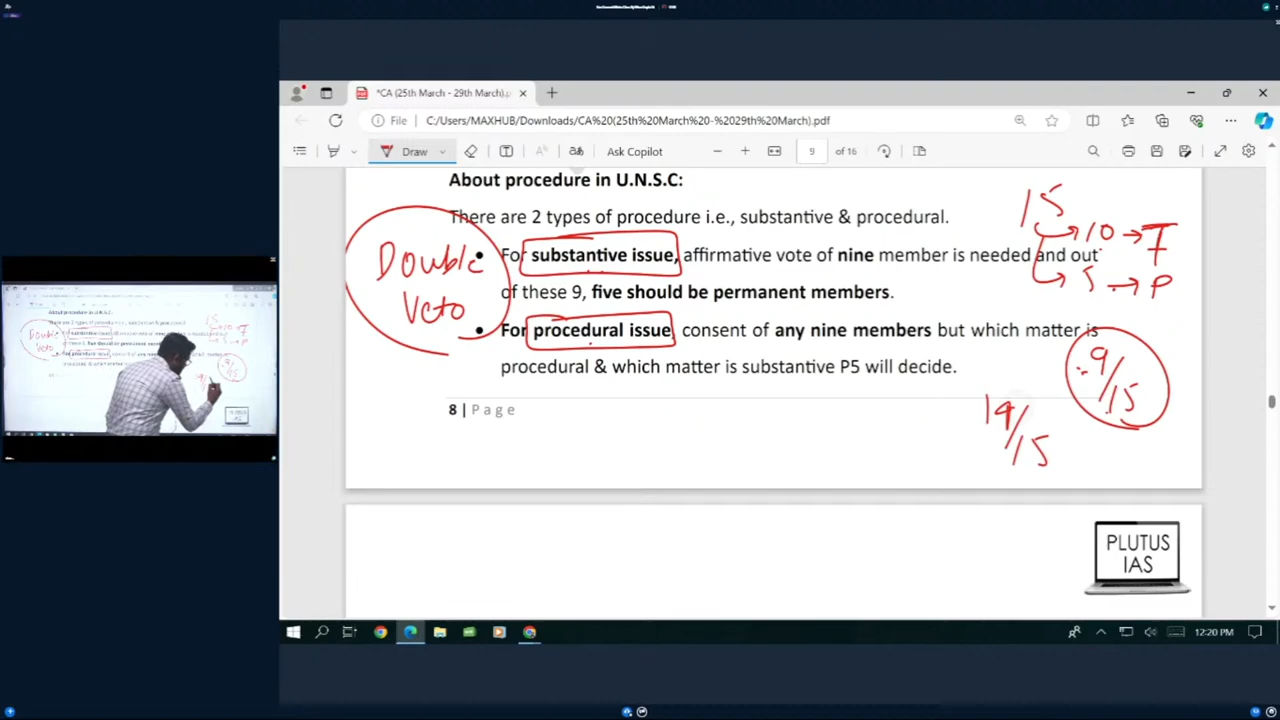 *CA (25th March - 29th March).p
File
C:/Users/MAXHUB/Downloads/CA%20(25th%20March%20-%2029th%20March).pdf
Draw
Ask Copilot
9
of 16
About procedure in U.N.S.C:
There are 2 types of procedure i.e., substantive & procedural.
• For substantive issue, affirmative vote of nine member is needed and out
of these 9, five should be permanent members.
• For procedural issue, consent of any nine members but which matter is
procedural & which matter is substantive P5 will decide.
8 | Page
Double
Veto
15
→ 10 → T
→ 5 → P
9/15
14/15
PLUTUS
IAS
12:20 PM